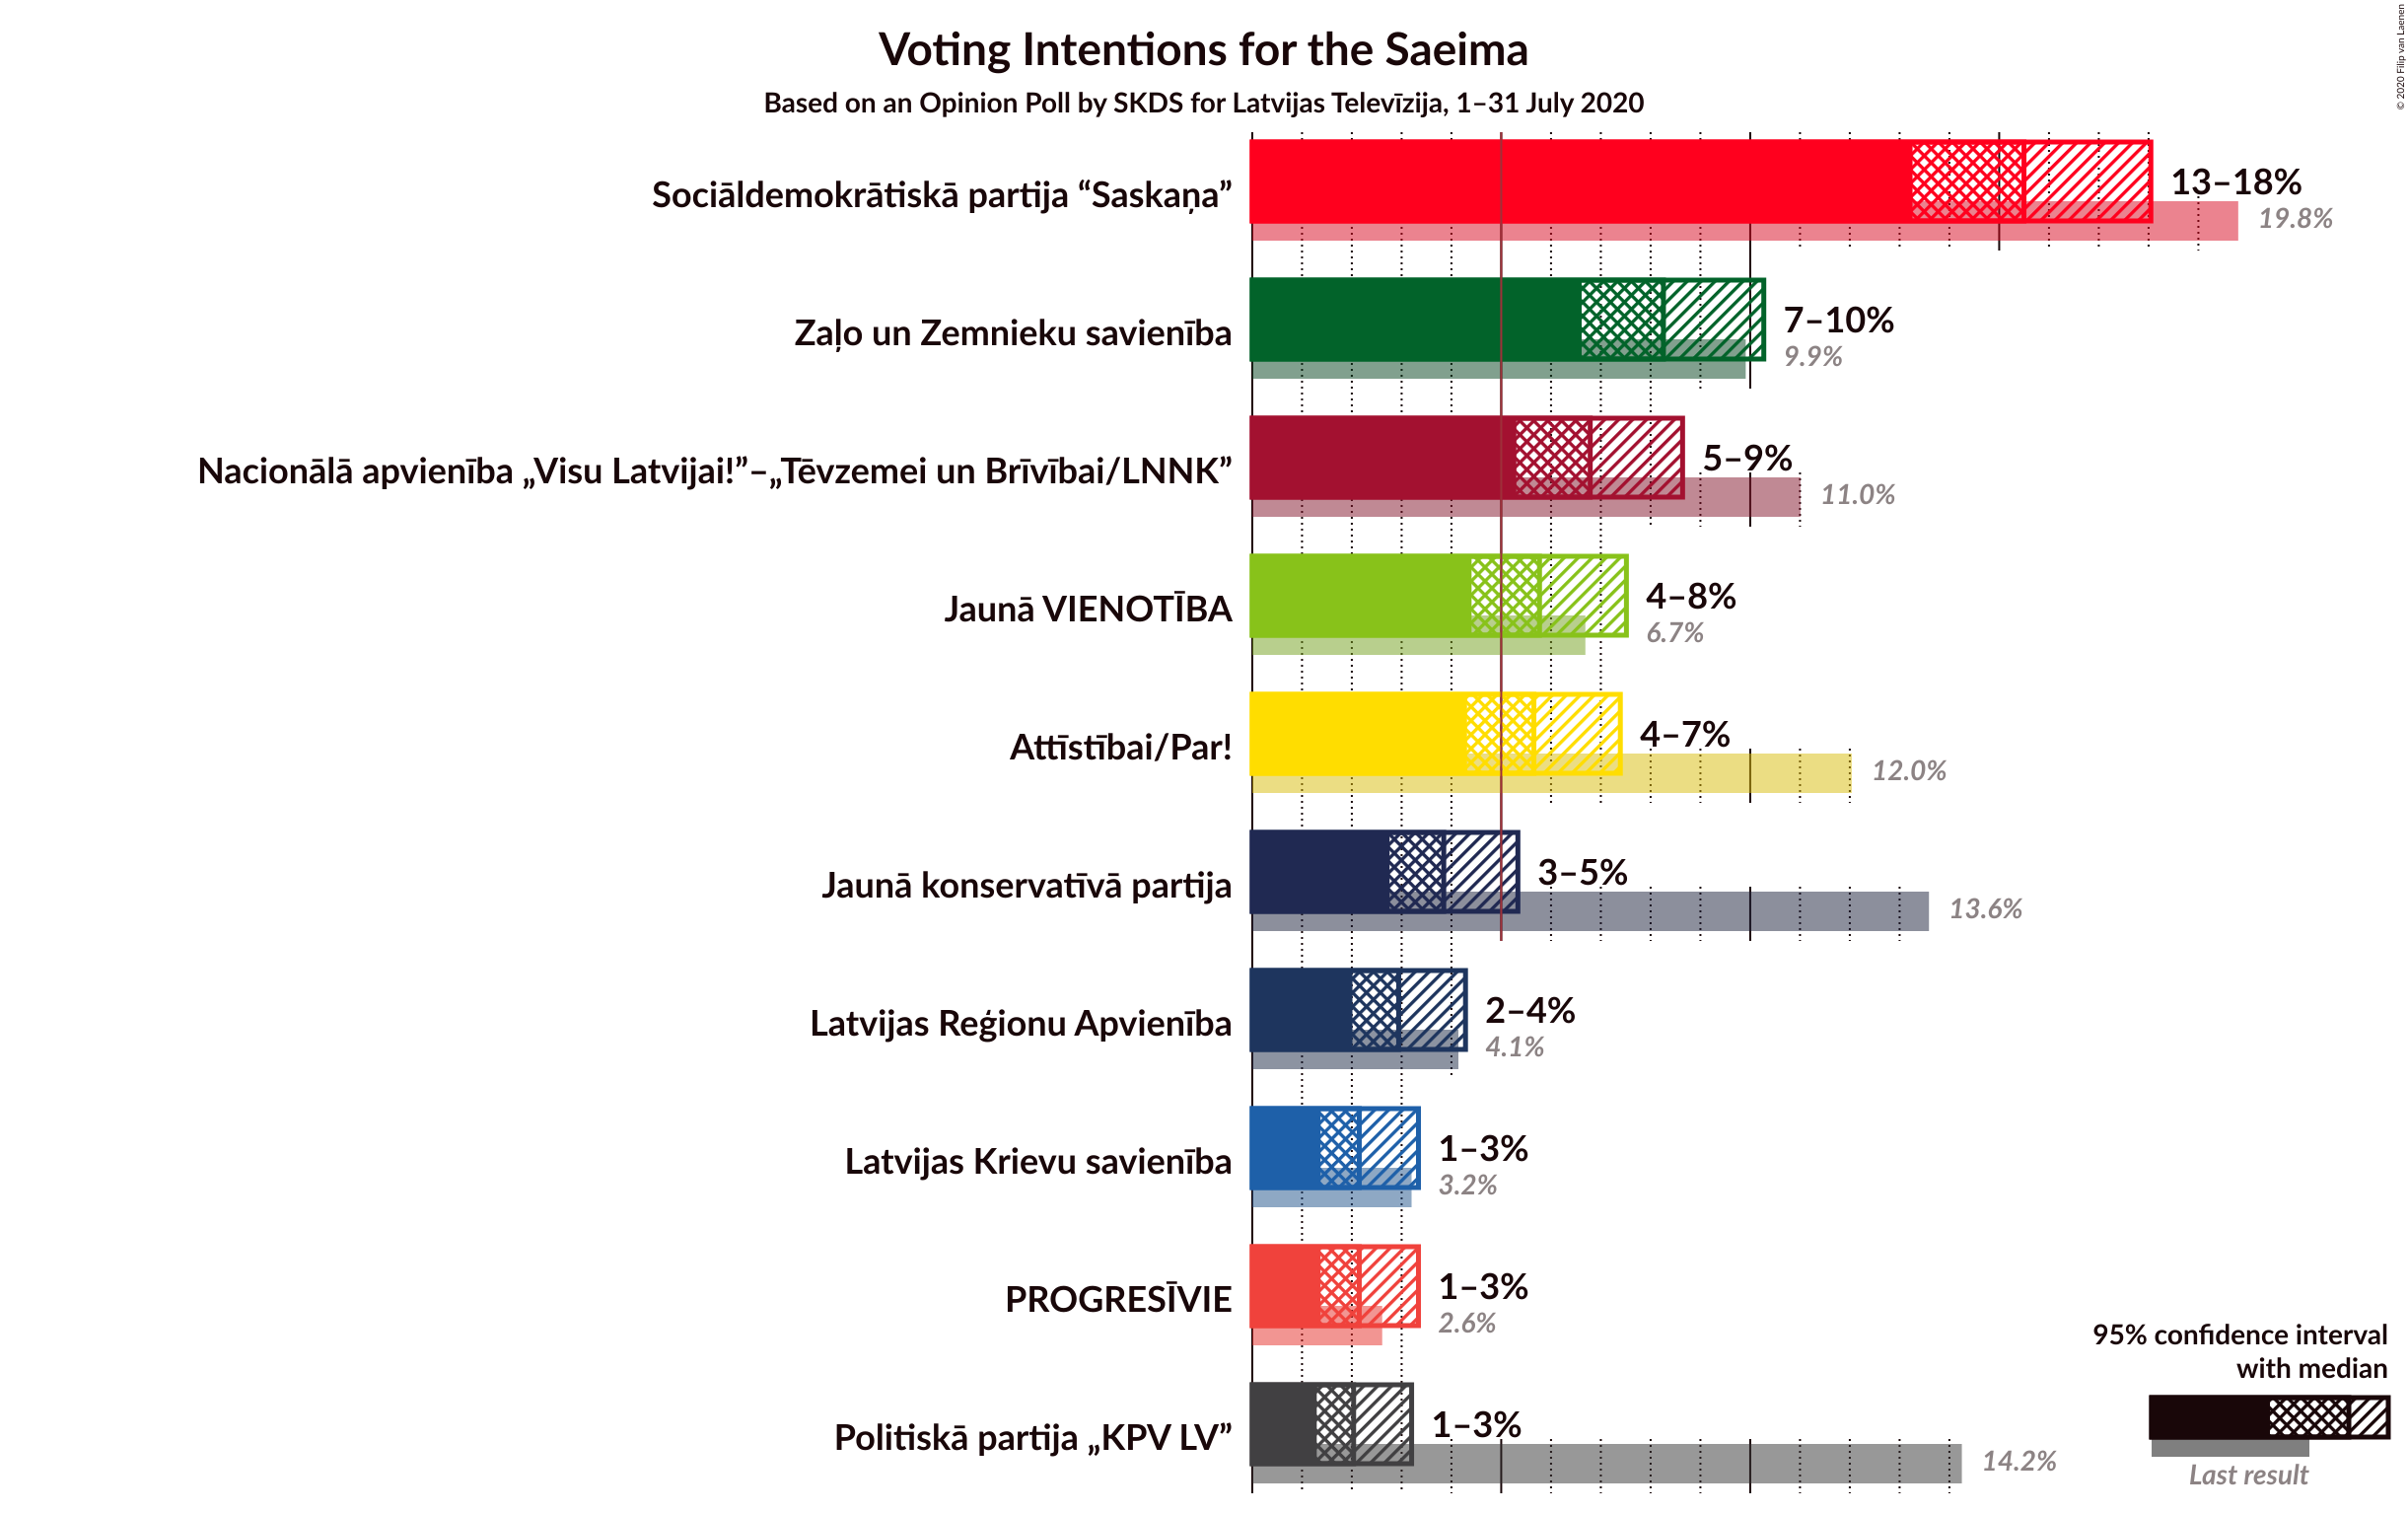 Voting Intentions for the Saeima
Based on an Opinion Poll by SKDS for Latvijas Televīzija, 1–31 July 2020
© 2020 Filip van Laenen
Sociāldemokrātiskā partija “Saskaņa”
13–18%
19.8%
Zaļo un Zemnieku savienība
7–10%
9.9%
Nacionālā apvienība „Visu Latvijai!”–„Tēvzemei un Brīvībai/LNNK”
5–9%
11.0%
Jaunā VIENOTĪBA
4–8%
6.7%
Attīstībai/Par!
4–7%
12.0%
Jaunā konservatīvā partija
3–5%
13.6%
Latvijas Reģionu Apvienība
2–4%
4.1%
Latvijas Krievu savienība
1–3%
3.2%
PROGRESĪVIE
1–3%
2.6%
Politiskā partija „KPV LV”
1–3%
14.2%
95% confidence interval
with median
Last result